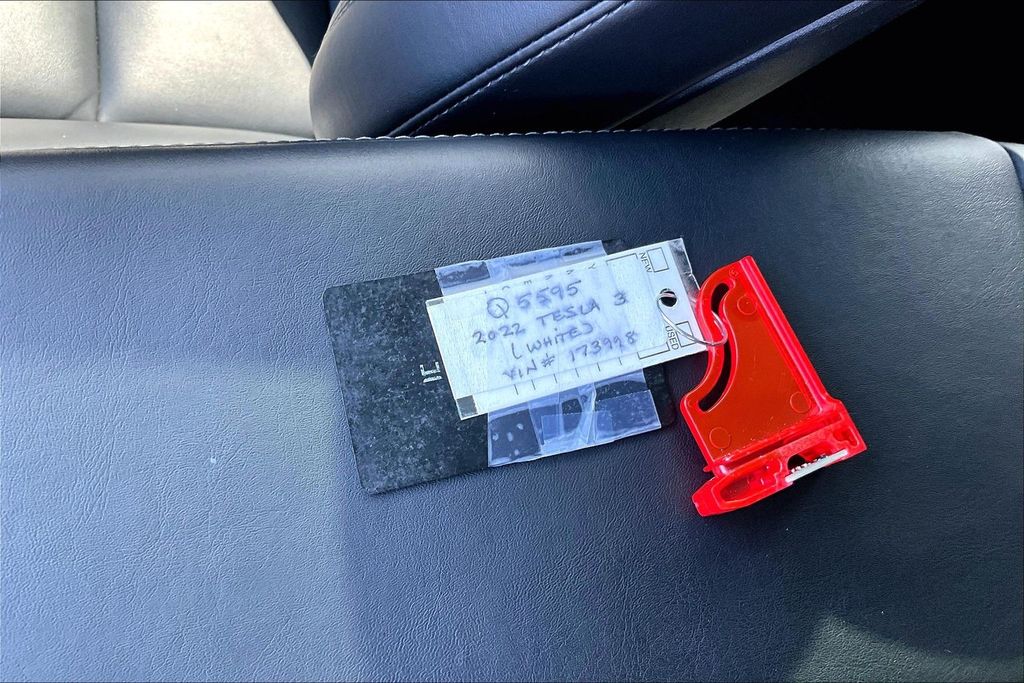 Q5595
2022 TESLA 3
(WHITE)
VIN# 173998
NEW
USED